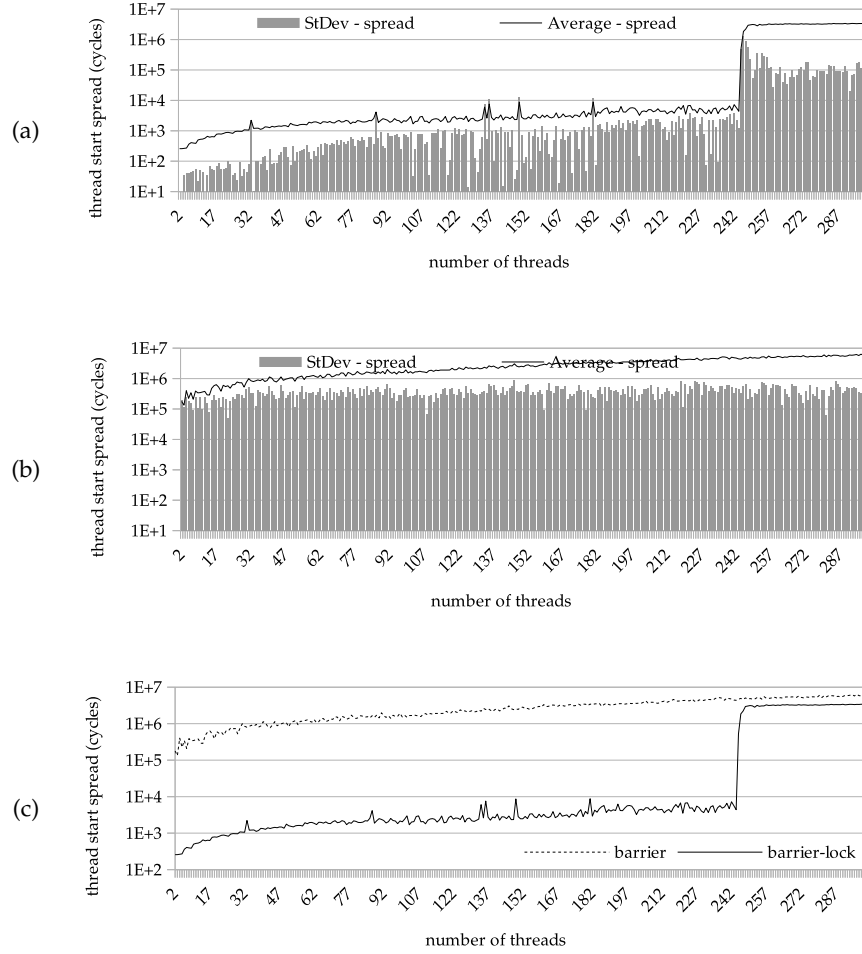 (a)
thread start spread (cycles)
1E+7
1E+6
1E+5
1E+4
1E+3
1E+2
1E+1
StDev - spread
Average - spread
2 17 32 47 62 77 92 107 122 137 152 167 182 197 212 227 242 257 272 287
number of threads
(b)
thread start spread (cycles)
1E+7
1E+6
1E+5
1E+4
1E+3
1E+2
1E+1
StDev - spread
Average - spread
2 17 32 47 62 77 92 107 122 137 152 167 182 197 212 227 242 257 272 287
number of threads
(c)
thread start spread (cycles)
1E+7
1E+6
1E+5
1E+4
1E+3
1E+2
barrier
barrier-lock
2 17 32 47 62 77 92 107 122 137 152 167 182 197 212 227 242 257 272 287
number of threads